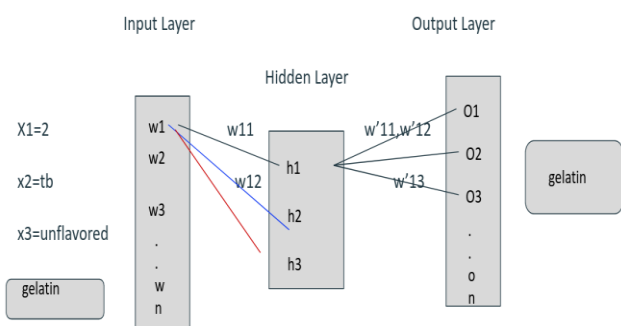 Input Layer
Output Layer
Hidden Layer
X1=2
x2=tb
x3=unflavored
gelatin
w1
w2
w3
.
.
w
n
w11
w12
h1
h2
h3
w'11,w'12
w'13
O1
O2
O3
.
.
o
n
gelatin